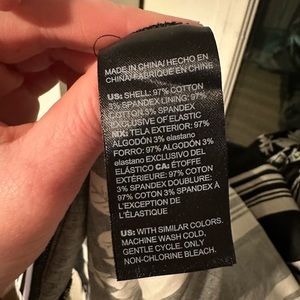 MADE IN CHINA/ HECHO EN
CHINA/ FABRIQUÉ EN CHINE
US: SHELL: 97% COTTON
3% SPANDEX LINING: 97%
COTTON 3% SPANDEX
EXCLUSIVE OF ELASTIC
MX: TELA EXTERIOR: 97%
ALGODÓN 3% elastano
FORRO: 97% ALGODÓN 3%
elastano EXCLUSIVO DEL
ELÁSTICO CA: ÉTOFFE
EXTÉRIEURE: 97% COTON
3% SPANDEX DOUBLURE:
97% COTON 3% SPANDEX À
L'EXCEPTION DE
L'ÉLASTIQUE
US: WITH SIMILAR COLORS.
MACHINE WASH COLD,
GENTLE CYCLE. ONLY
NON-CHLORINE BLEACH.